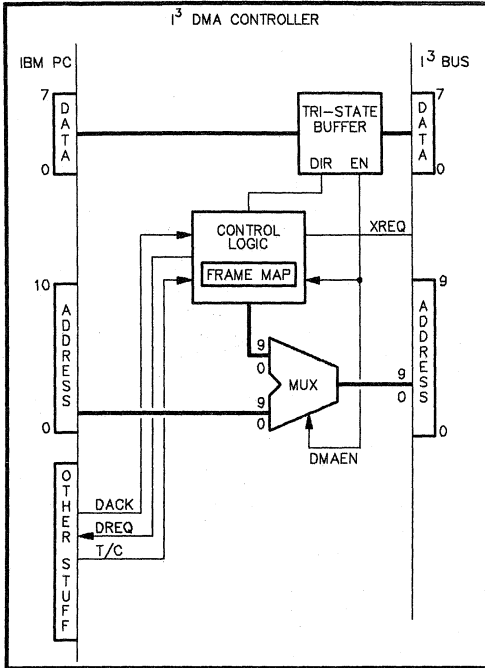 I³ DMA CONTROLLER
IBM PC
I³ BUS
7
DATA
0
TRI-STATE
BUFFER
DIR EN
7
DATA
0
CONTROL
LOGIC
FRAME MAP
XREQ
10
ADDRESS
0
9
0
MUX
9
0
9
0
9
ADDRESS
0
DMAEN
OTHER STUFF
DACK
DREQ
T/C